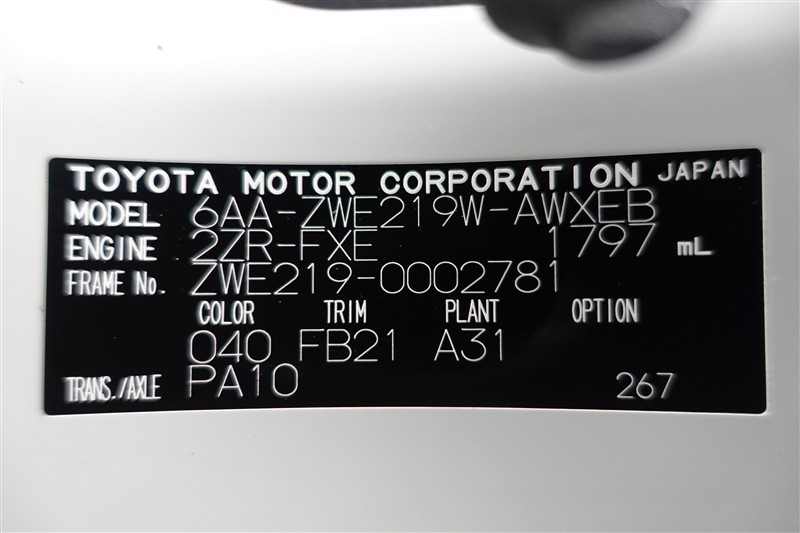 TOYOTA MOTOR CORPORATION JAPAN
MODEL 6AA-ZWE219W-AWXEB
ENGINE 2ZR-FXE 1797 mL
FRAME No. ZWE219-0002781
COLOR TRIM PLANT OPTION
040 FB21 A31
TRANS./AXLE PA10 267